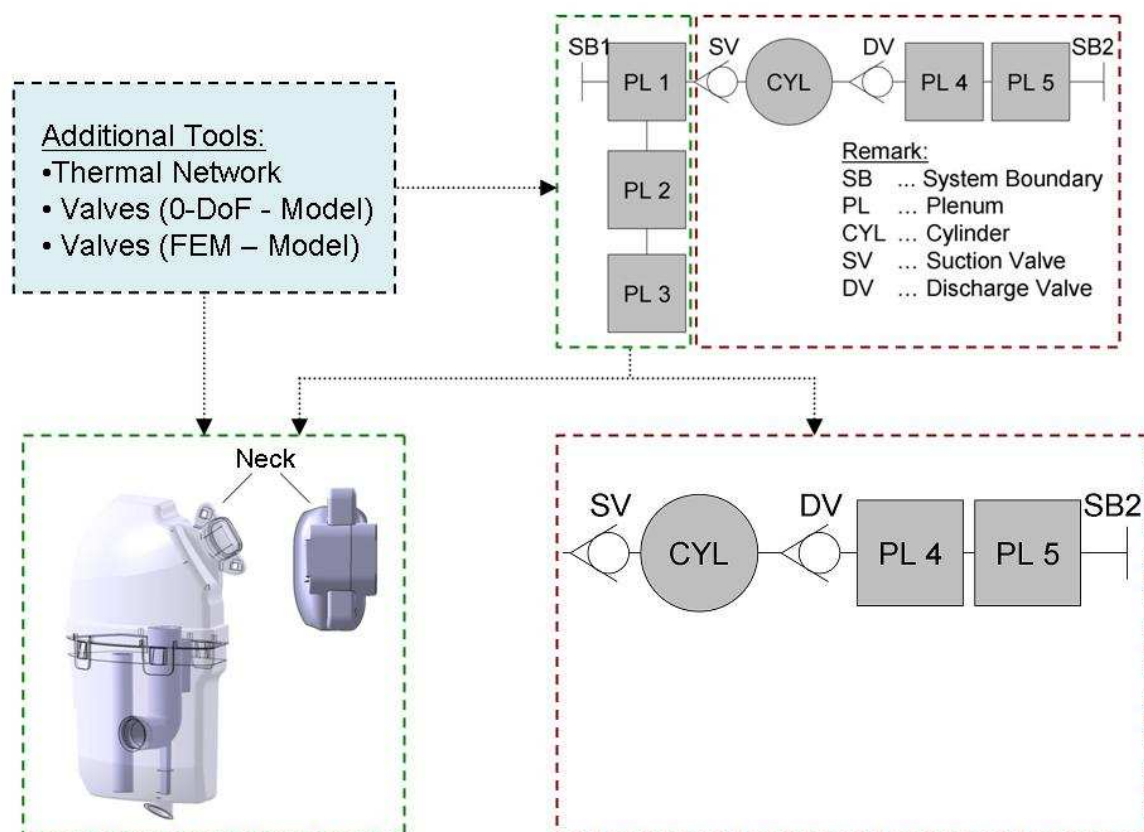 SB1
PL 1
SV
CYL
DV
PL 4
PL 5
SB2
PL 2
PL 3
Remark:
SB ... System Boundary
PL ... Plenum
CYL ... Cylinder
SV ... Suction Valve
DV ... Discharge Valve
Additional Tools:
•Thermal Network
• Valves (0-DoF - Model)
• Valves (FEM – Model)
Neck
SV
CYL
DV
PL 4
PL 5
SB2